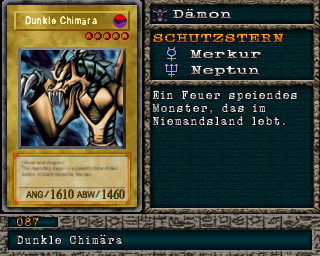 Dunkle Chimära
ANG/1610 ABW/1460
Dämon
SCHUTZSTERN
Merkur
Neptun
Ein Feuer speiendes
Monster, das im
Niemandsland lebt.
087
Dunkle Chimära